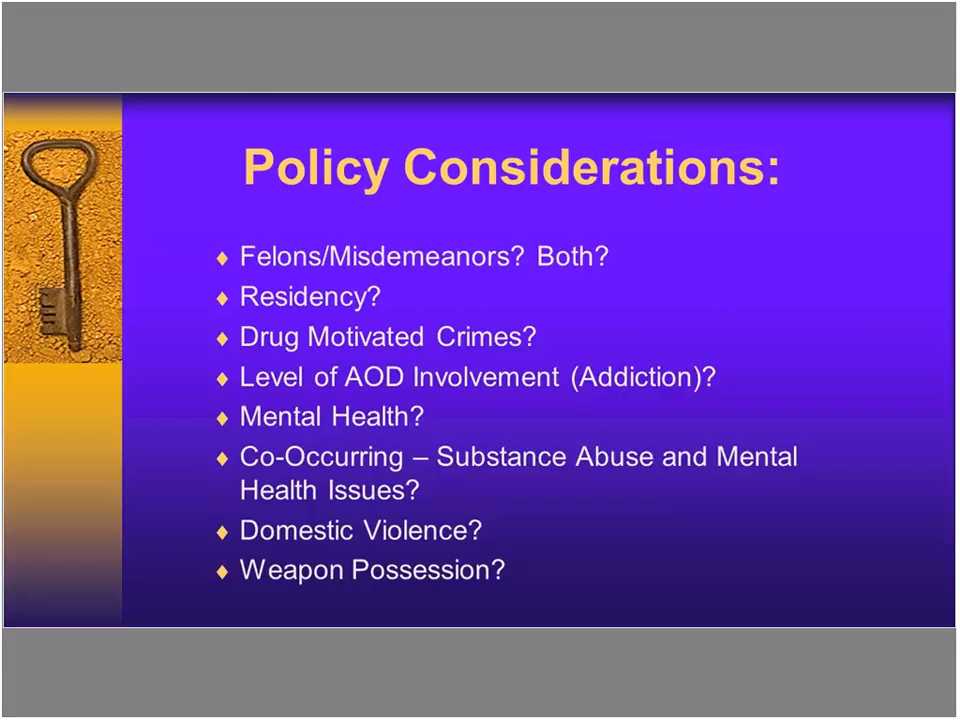 Policy Considerations:
Felons/Misdemeanors? Both?
Residency?
Drug Motivated Crimes?
Level of AOD Involvement (Addiction)?
Mental Health?
Co-Occurring – Substance Abuse and Mental
Health Issues?
Domestic Violence?
Weapon Possession?